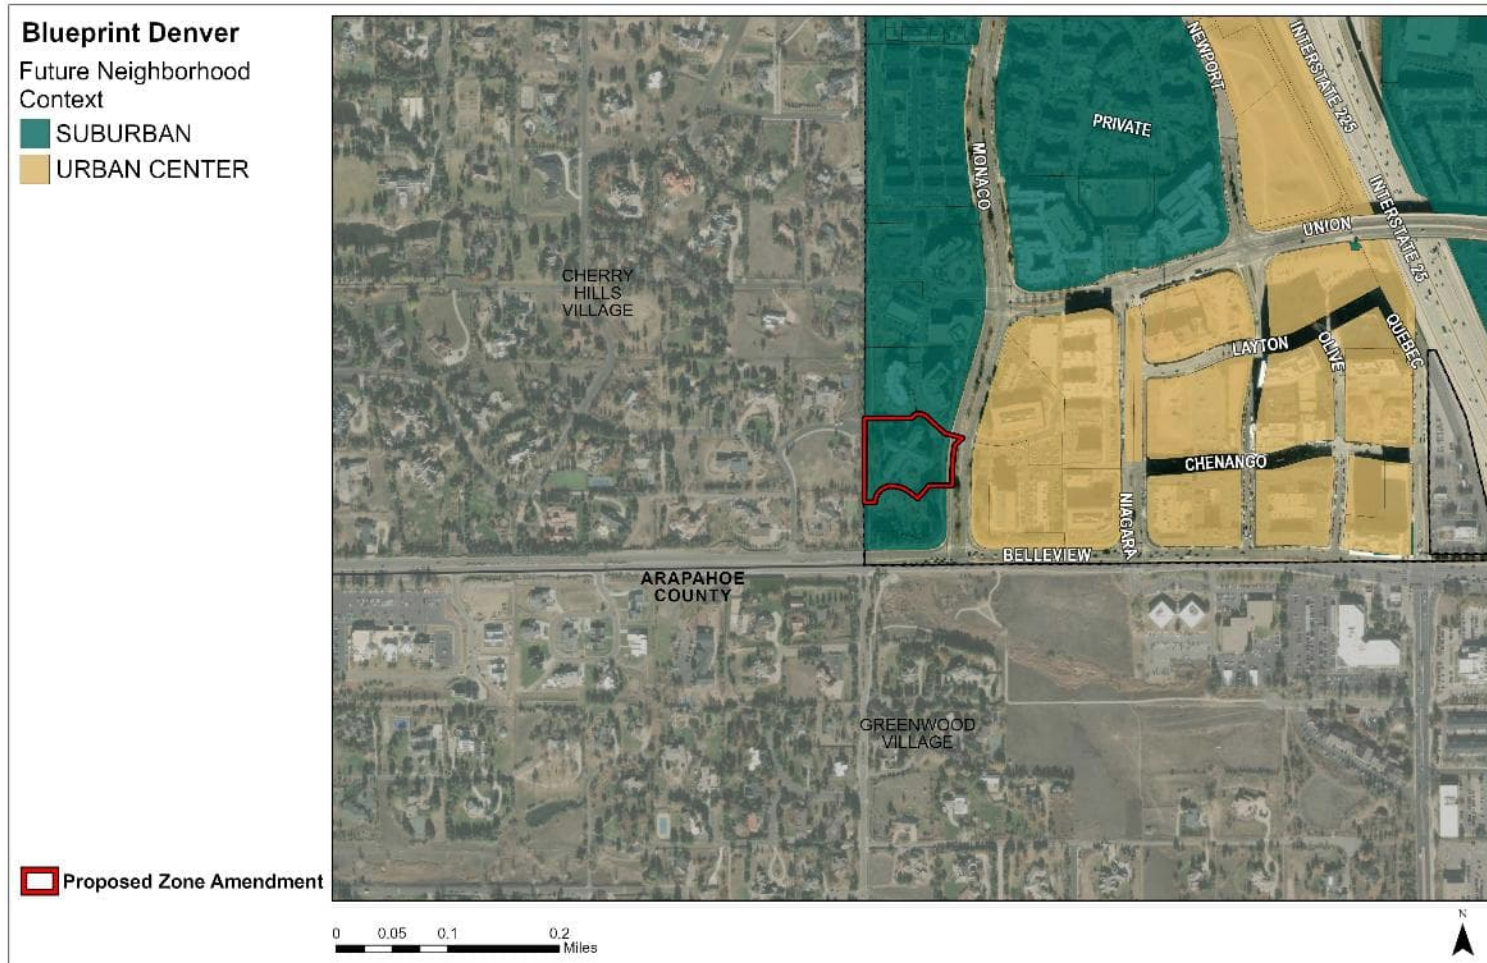 Blueprint Denver
Future Neighborhood
Context
SUBURBAN
URBAN CENTER
Proposed Zone Amendment
NEWPORT
INTERSTATE 225
PRIVATE
MONACO
INTERSTATE 25
UNION
CHERRY
HILLS
VILLAGE
LAYTON
OLIVE
QUEBEC
CHENANGO
NIAGARA
BELLEVIEW
ARAPAHOE
COUNTY
GREENWOOD
VILLAGE
0 0.05 0.1 0.2
Miles
N